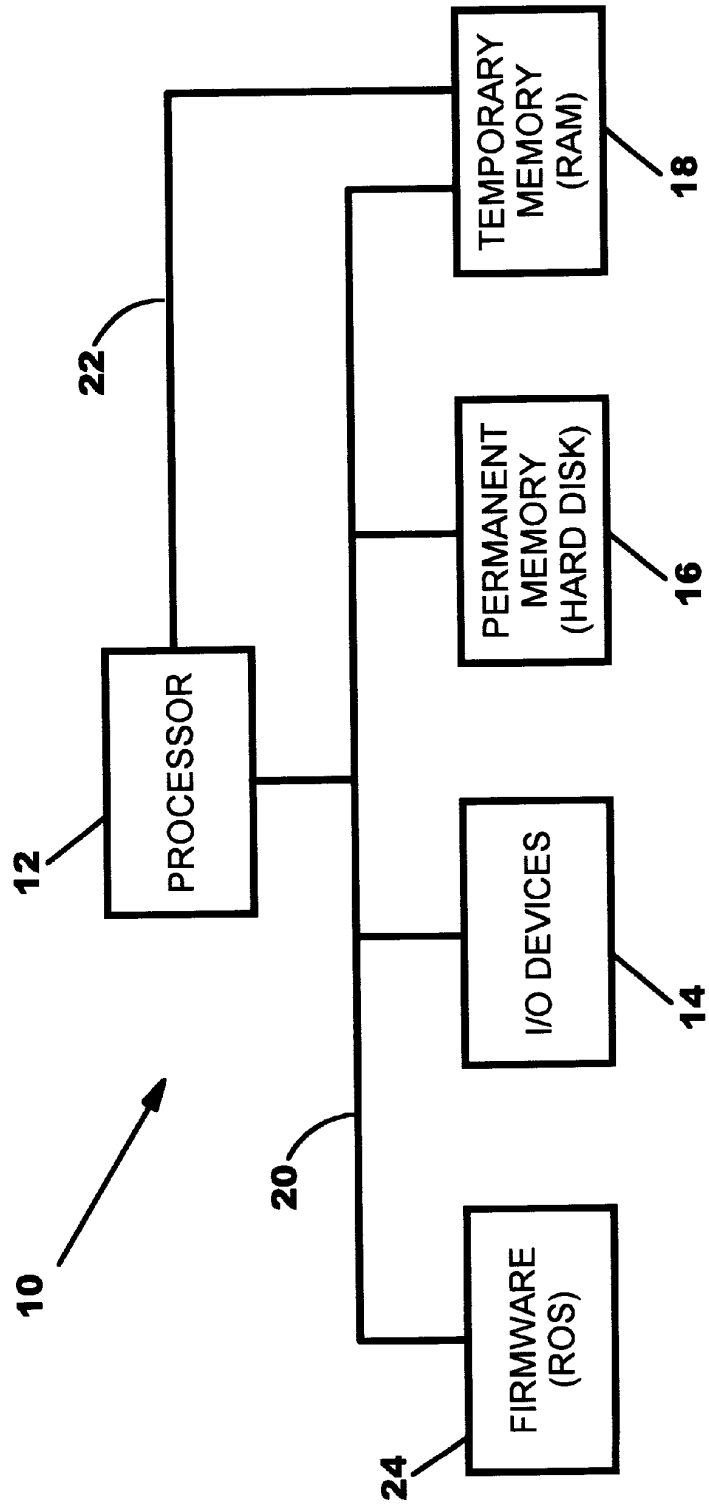 10
12
PROCESSOR
22
20
24
FIRMWARE
(ROS)
I/O DEVICES
14
PERMANENT
MEMORY
(HARD DISK)
16
TEMPORARY
MEMORY
(RAM)
18